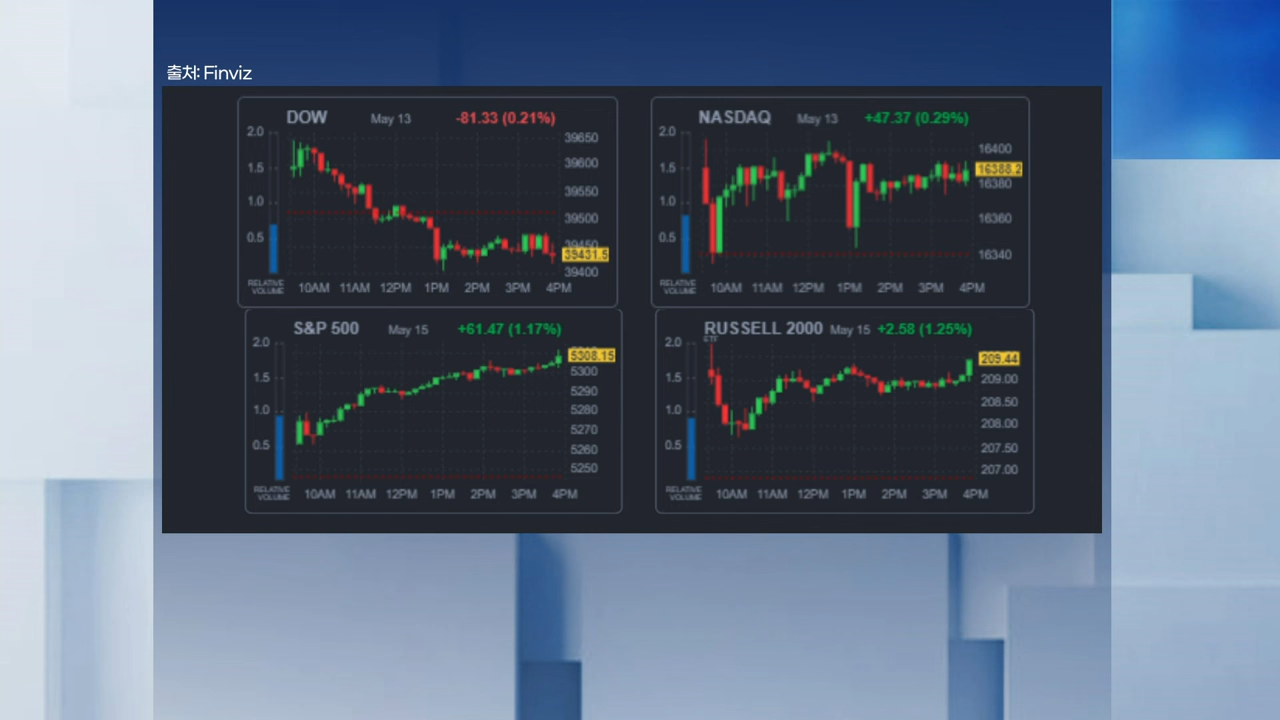 출처: Finviz
DOW May 13 -81.33 (0.21%)
2.0
1.5
1.0
0.5
39650
39600
39550
39500
39450
39431.5
39400
RELATIVE VOLUME
10AM 11AM 12PM 1PM 2PM 3PM 4PM
NASDAQ May 13 +47.37 (0.29%)
2.0
1.5
1.0
0.5
16400
16388.2
16380
16360
16340
RELATIVE VOLUME
10AM 11AM 12PM 1PM 2PM 3PM 4PM
S&P 500 May 15 +61.47 (1.17%)
2.0
1.5
1.0
0.5
5308.15
5300
5290
5280
5270
5260
5250
RELATIVE VOLUME
10AM 11AM 12PM 1PM 2PM 3PM 4PM
RUSSELL 2000 May 15 +2.58 (1.25%)
ETF
2.0
1.5
1.0
0.5
209.44
209.00
208.50
208.00
207.50
207.00
RELATIVE VOLUME
10AM 11AM 12PM 1PM 2PM 3PM 4PM